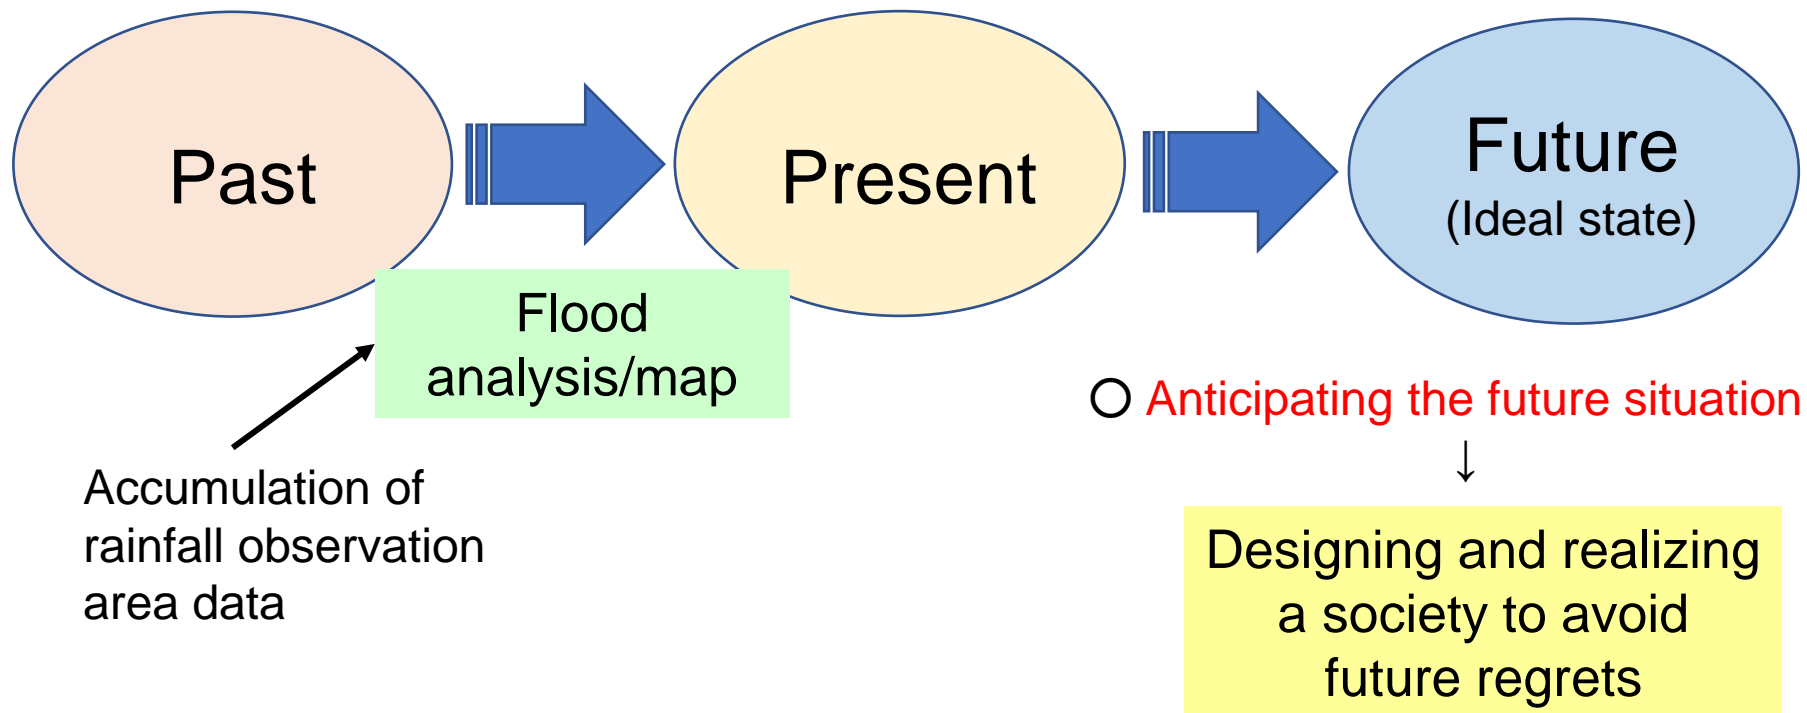 Past
Present
Future
(Ideal state)
Flood
analysis/map
Accumulation of
rainfall observation
area data
○ Anticipating the future situation
↓
Designing and realizing
a society to avoid
future regrets